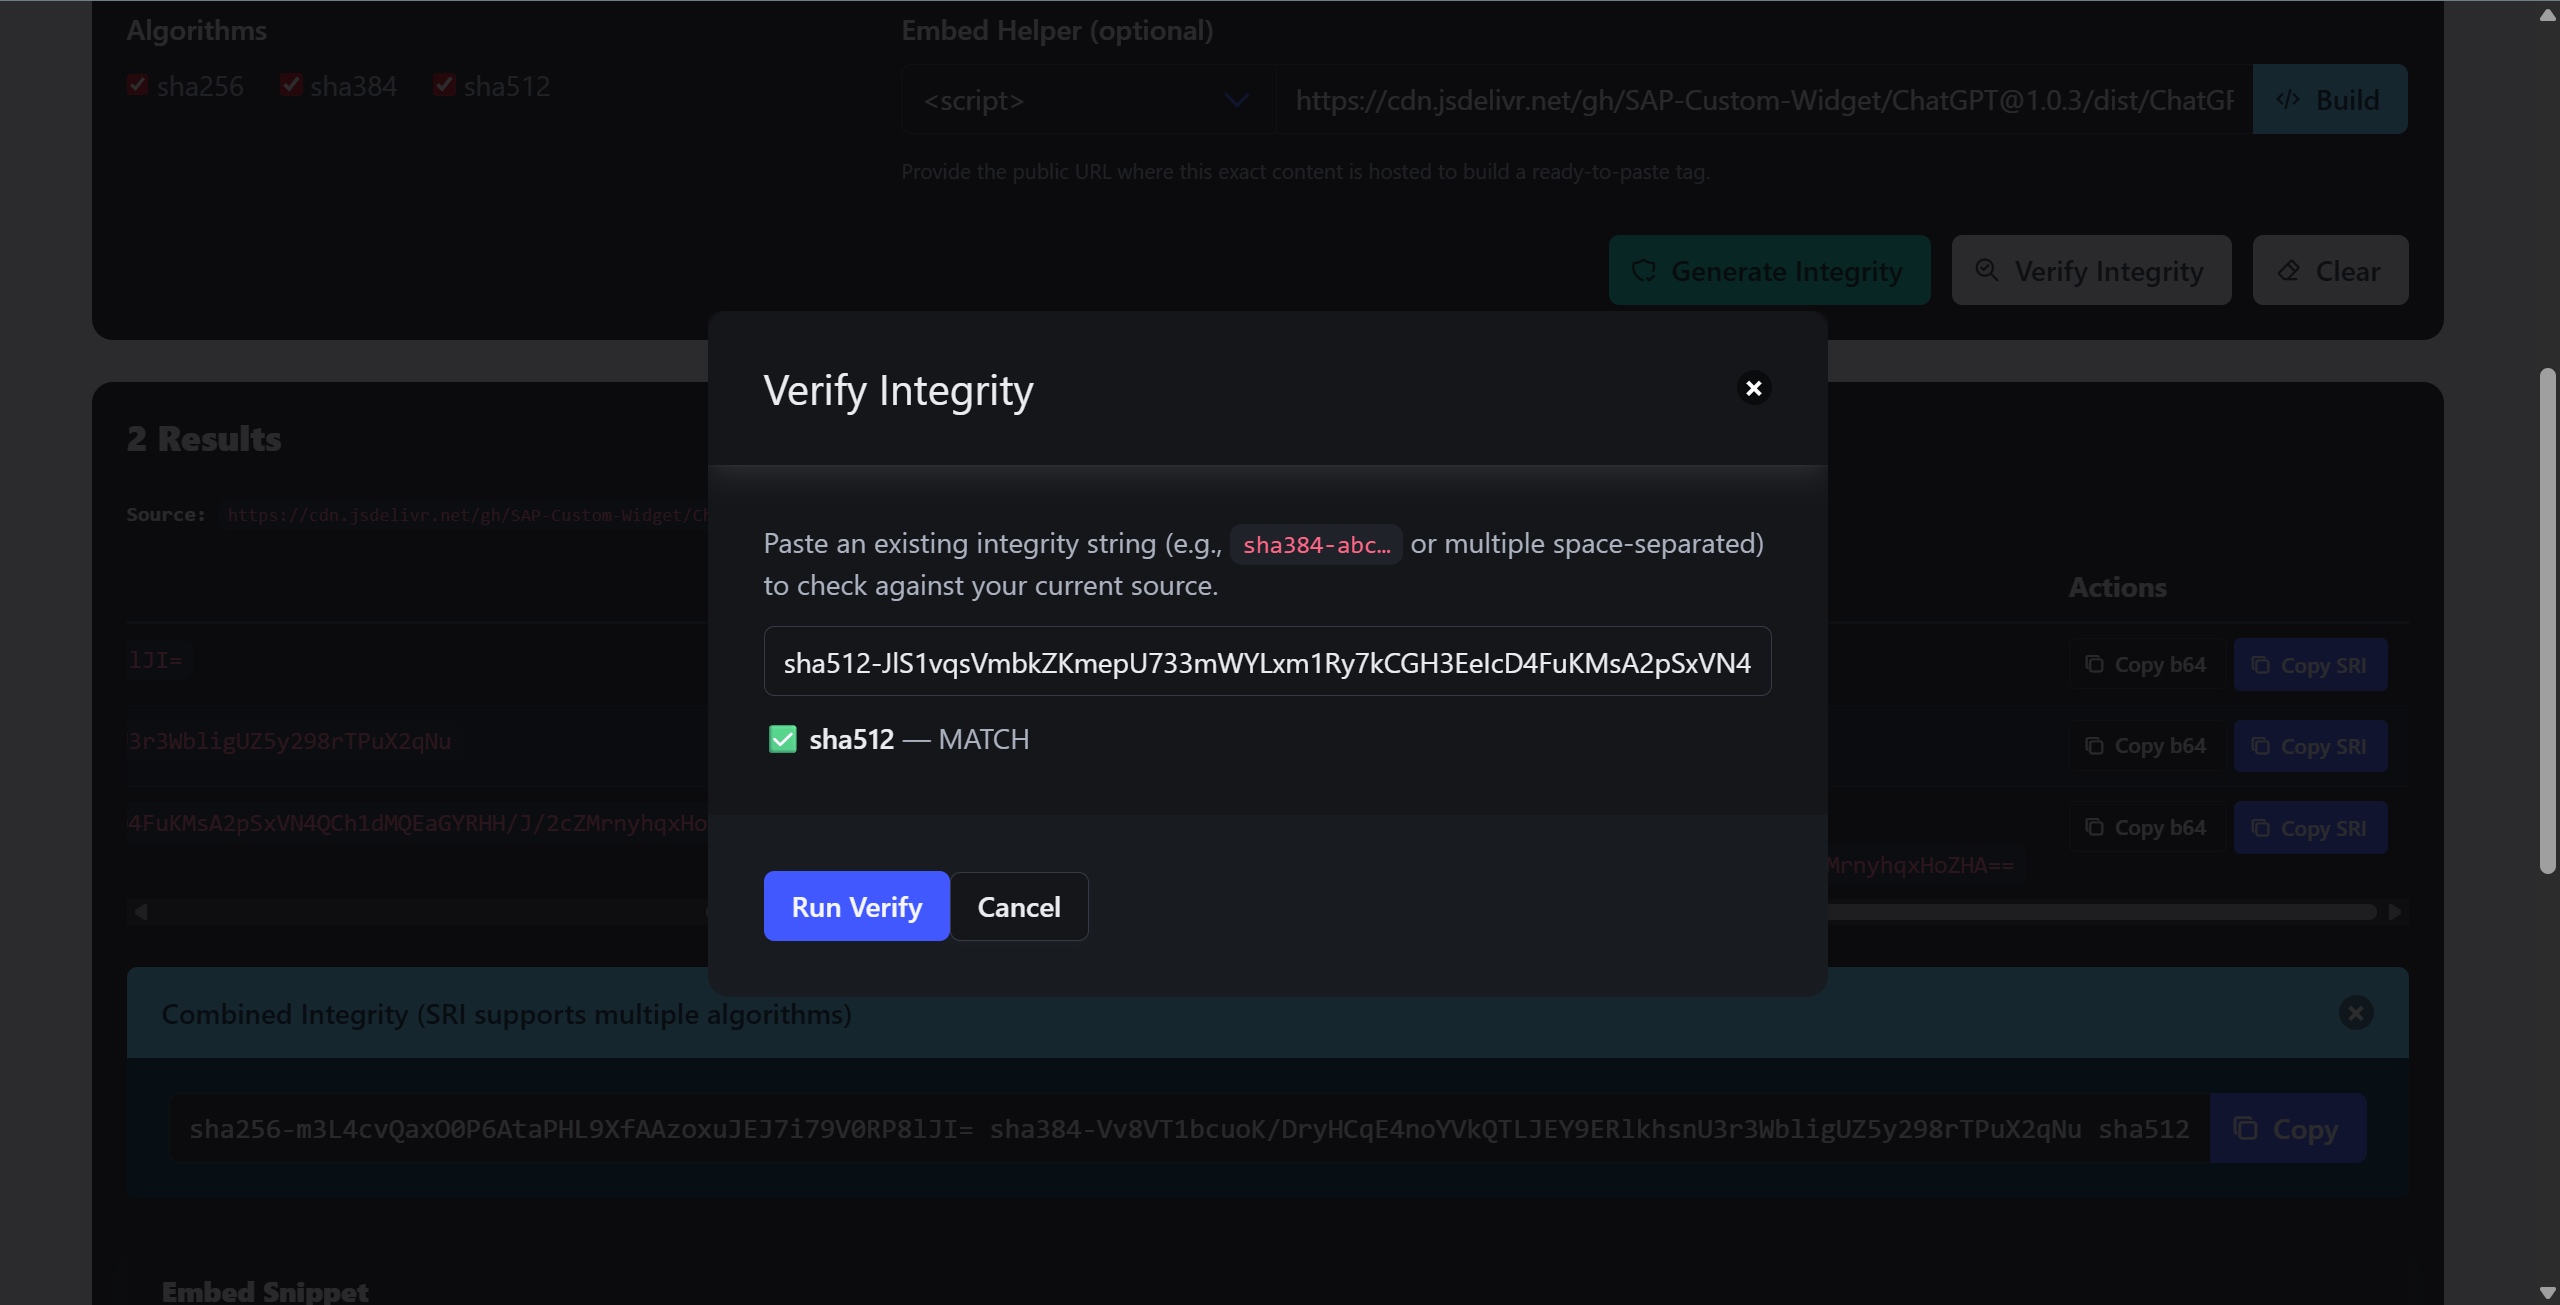 Algorithms
sha256
sha384
sha512
Embed Helper (optional)
<script>
https://cdn.jsdelivr.net/gh/SAP-Custom-Widget/ChatGPT@1.0.3/dist/ChatGP
Build
Provide the public URL where this exact content is hosted to build a ready-to-paste tag.
Generate Integrity
Verify Integrity
Clear
Verify Integrity
Paste an existing integrity string (e.g., sha384-abc… or multiple space-separated)
to check against your current source.
sha512-JlS1vqsVmbkZKmepU733mWYLxm1Ry7kCGH3EeIcD4FuKMsA2pSxVN4
✅ sha512 — MATCH
Run Verify
Cancel
2 Results
Source: https://cdn.jsdelivr.net/gh/SAP-Custom-Widget/Ch
Actions
lJI=
Copy b64
Copy SRI
3r3WbligUZ5y298rTPuX2qNu
Copy b64
Copy SRI
4FuKMsA2pSxVN4QCh1dMQEaGYRHH/J/2cZMrnyhqxHo
Copy b64
Copy SRI
MrnyhqxHoZHA==
Combined Integrity (SRI supports multiple algorithms)
sha256-m3L4cvQaxO0P6AtaPHL9XfAAzoxuJEJ7i79V0RP8lJI= sha384-Vv8VT1bcuoK/DryHCqE4noYVkQTLJEY9ERlkhsnU3r3WbligUZ5y298rTPuX2qNu sha512
Copy
Embed Snippet